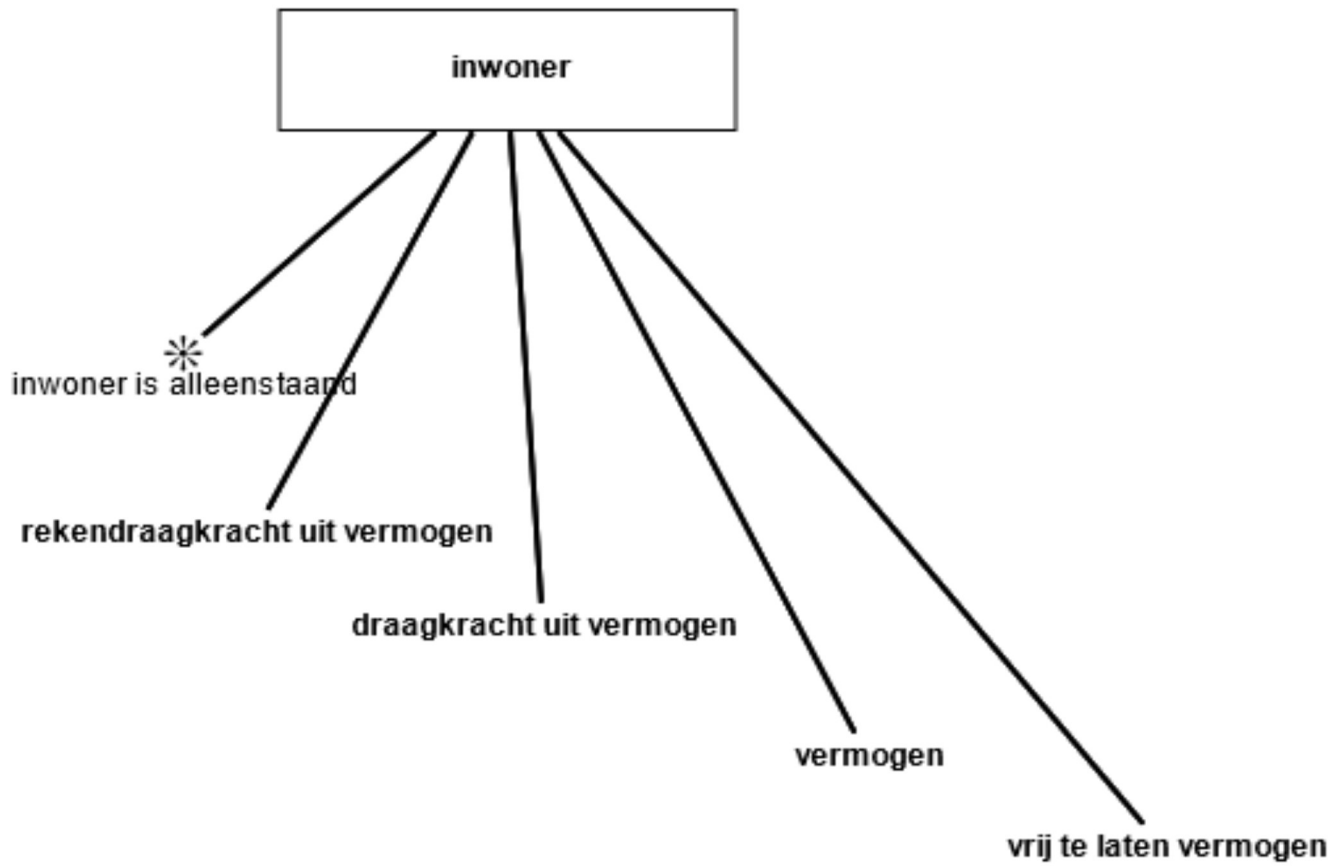 inwoner
inwoner is alleenstaand
rekendraagkracht uit vermogen
draagkracht uit vermogen
vermogen
vrij te laten vermogen